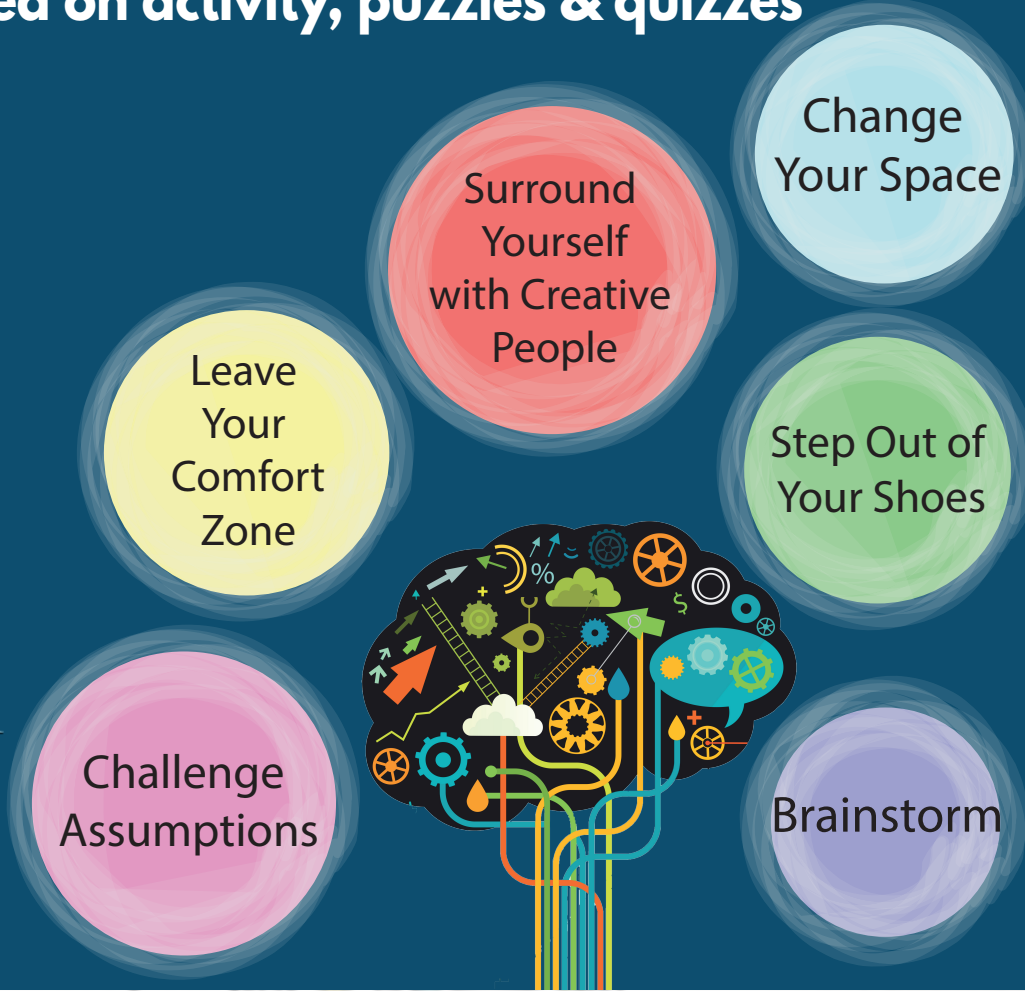 on activity, puzzles & quizzes
Change
Your Space
Surround
Yourself
with Creative
People
Leave
Your
Comfort
Zone
Step Out of
Your Shoes
%
$
Challenge
Assumptions
Brainstorm